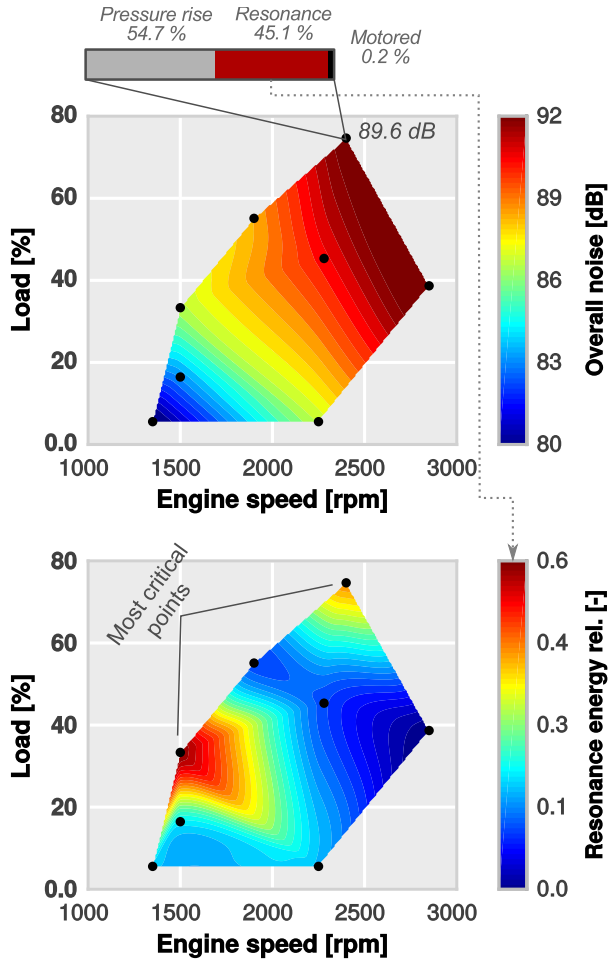 Pressure rise
54.7 %
Resonance
45.1 %
Motored
0.2 %
89.6 dB
80
60
40
20
0.0
Load [%]
1000 1500 2000 2500 3000
Engine speed [rpm]
92
89
86
83
80
Overall noise [dB]
Most critical
points
80
60
40
20
0.0
Load [%]
1000 1500 2000 2500 3000
Engine speed [rpm]
0.6
0.4
0.3
0.1
0.0
Resonance energy rel. [-]